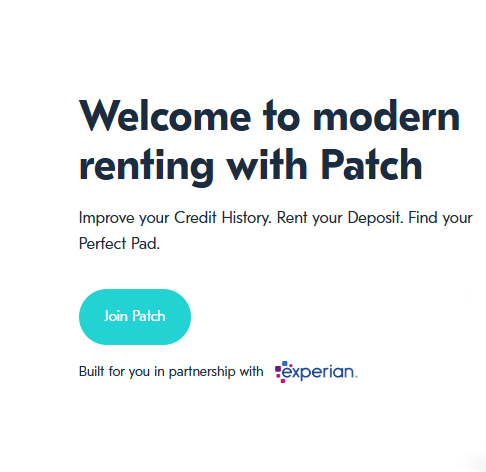 Welcome to modern
renting with Patch
Improve your Credit History. Rent your Deposit. Find your
Perfect Pad.
Join Patch
Built for you in partnership with experian.